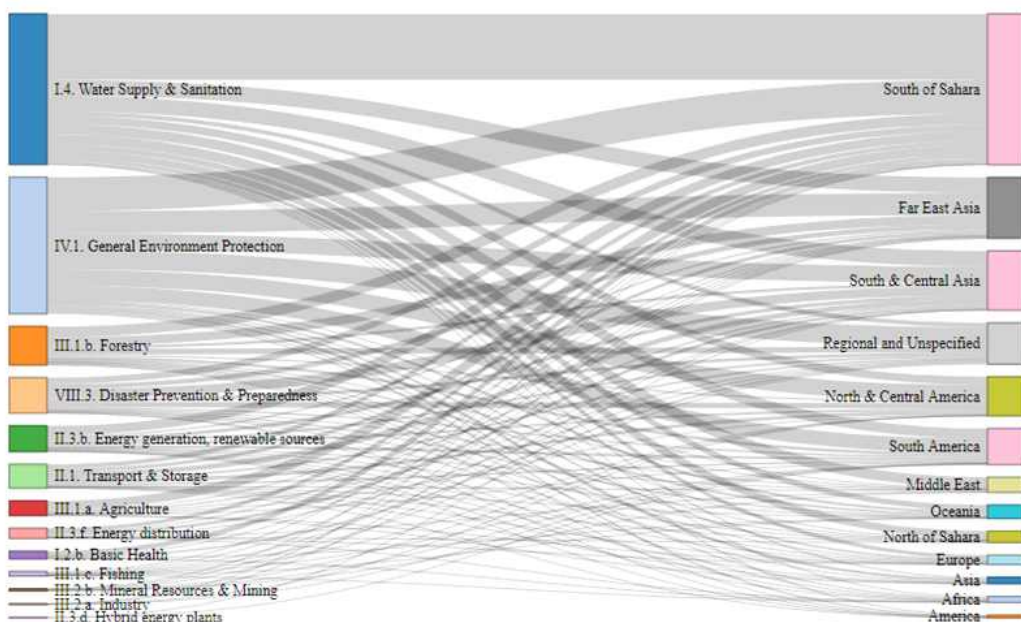 I.4. Water Supply & Sanitation
IV.1. General Environment Protection
III.1.b. Forestry
VIII.3. Disaster Prevention & Preparedness
II.3.b. Energy generation, renewable sources
II.1. Transport & Storage
III.1.a. Agriculture
II.3.f. Energy distribution
I.2.b. Basic Health
III.1.c. Fishing
III.2.b. Mineral Resources & Mining
III.2.a. Industry
II.3.d. Hybrid energy plants
South of Sahara
Far East Asia
South & Central Asia
Regional and Unspecified
North & Central America
South America
Middle East
Oceania
North of Sahara
Europe
Asia
Africa
America